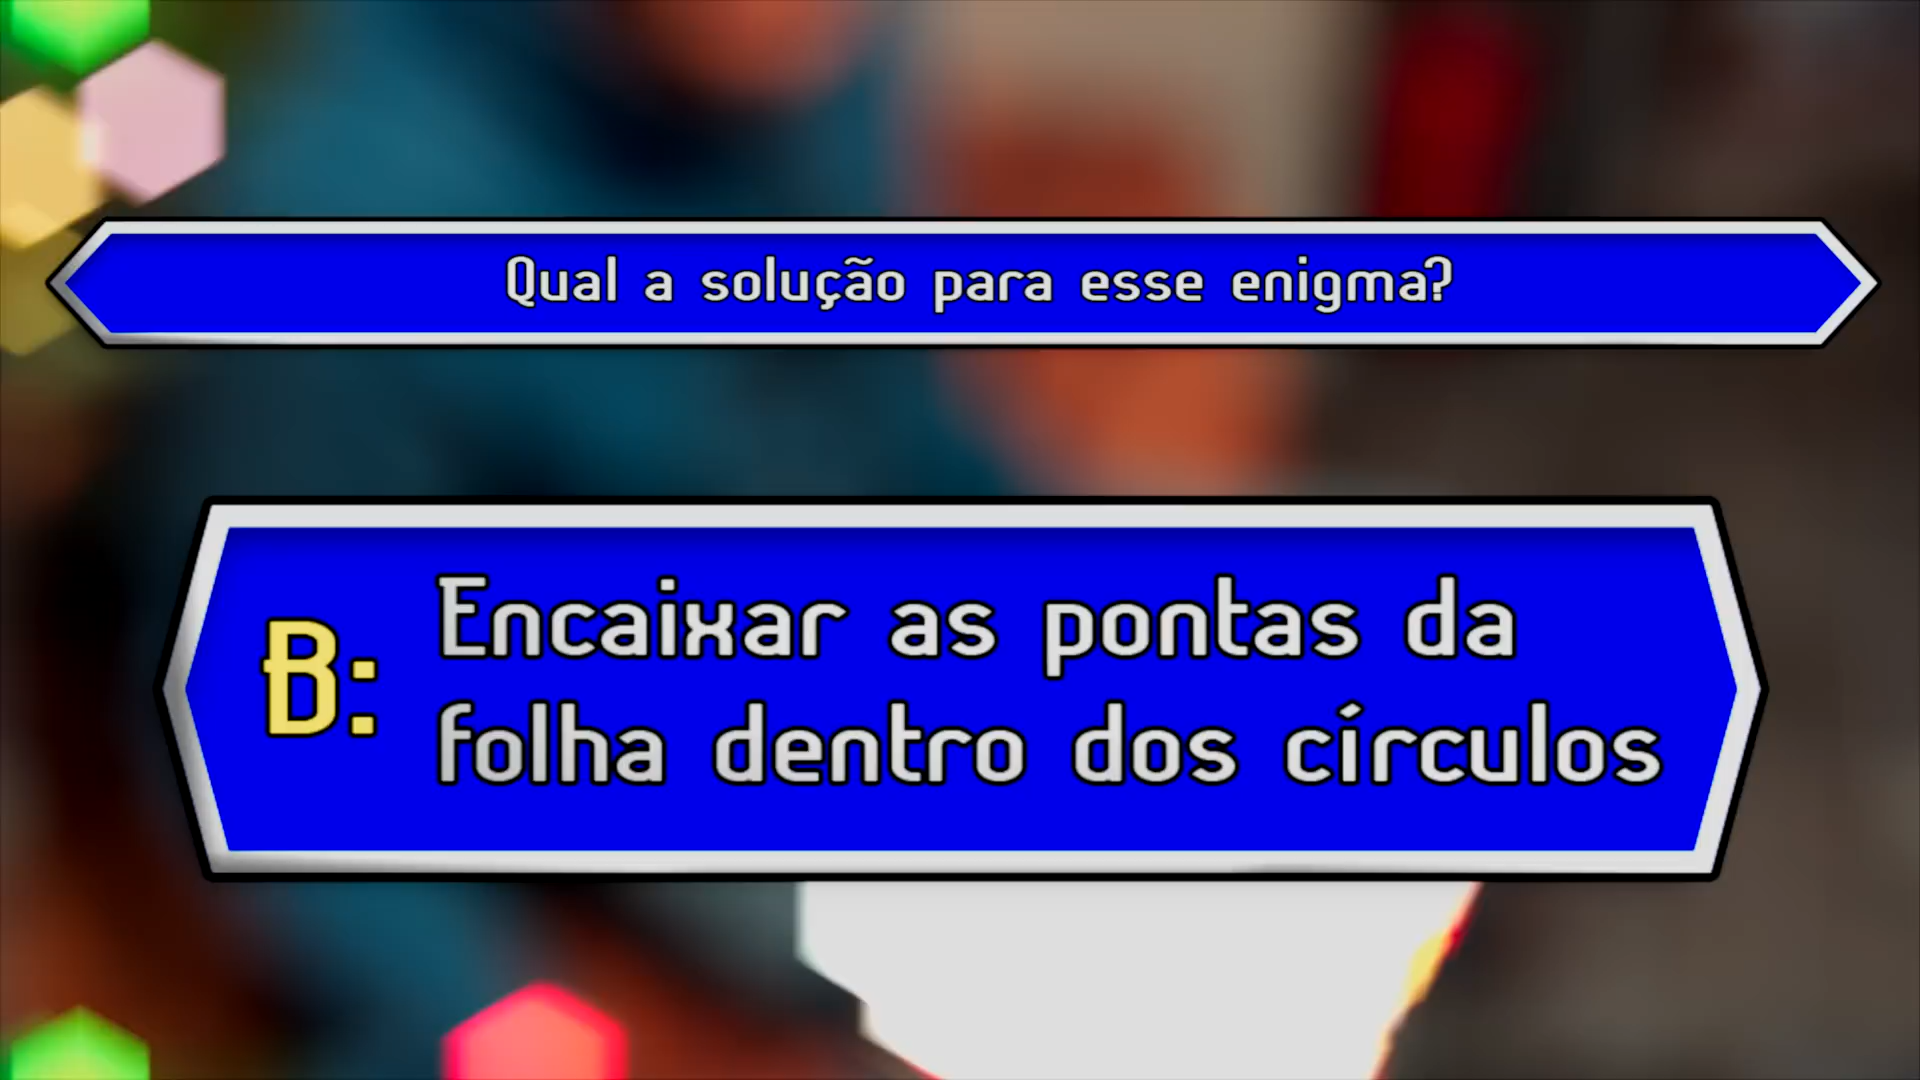 Qual a solução para esse enigma?
B: Encaixar as pontas da
folha dentro dos círculos